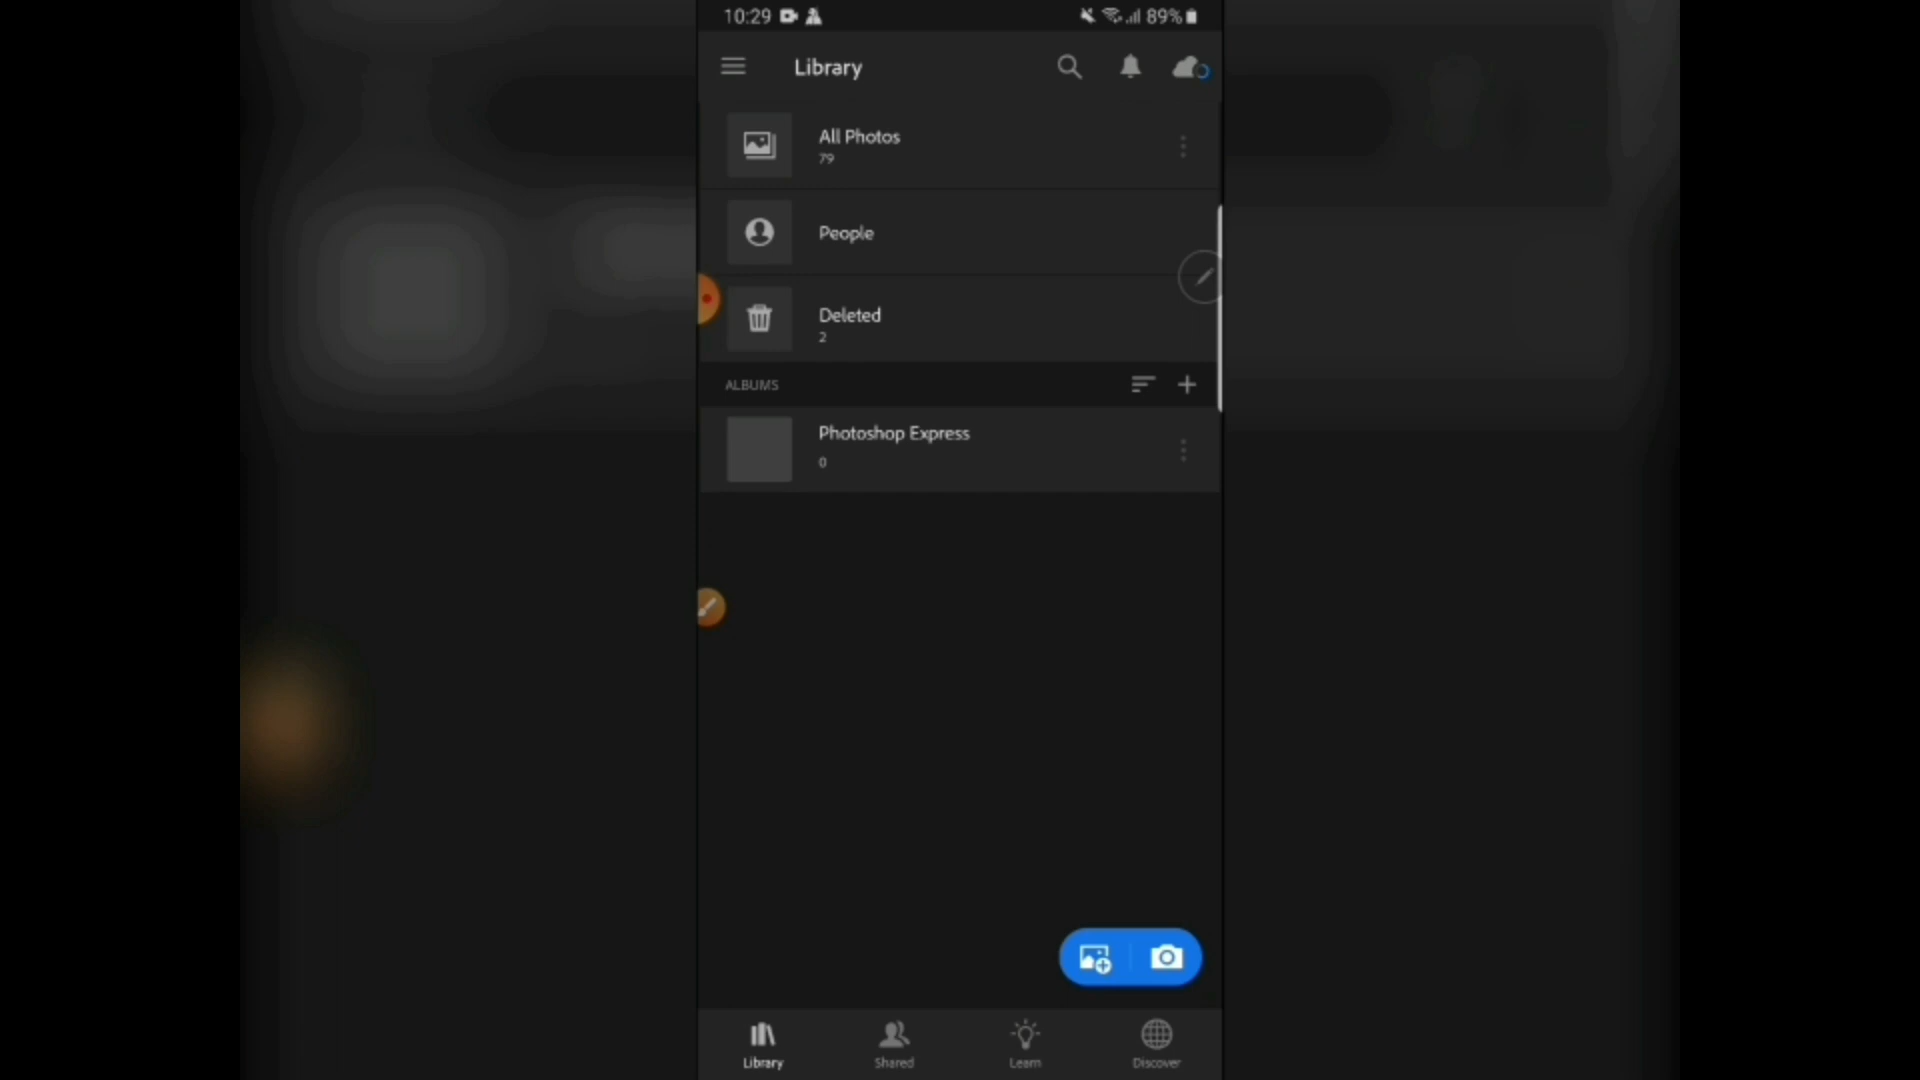 10:29 89%
Library
All Photos
79
People
Deleted
2
ALBUMS
Photoshop Express
0
Library Shared Learn Discover